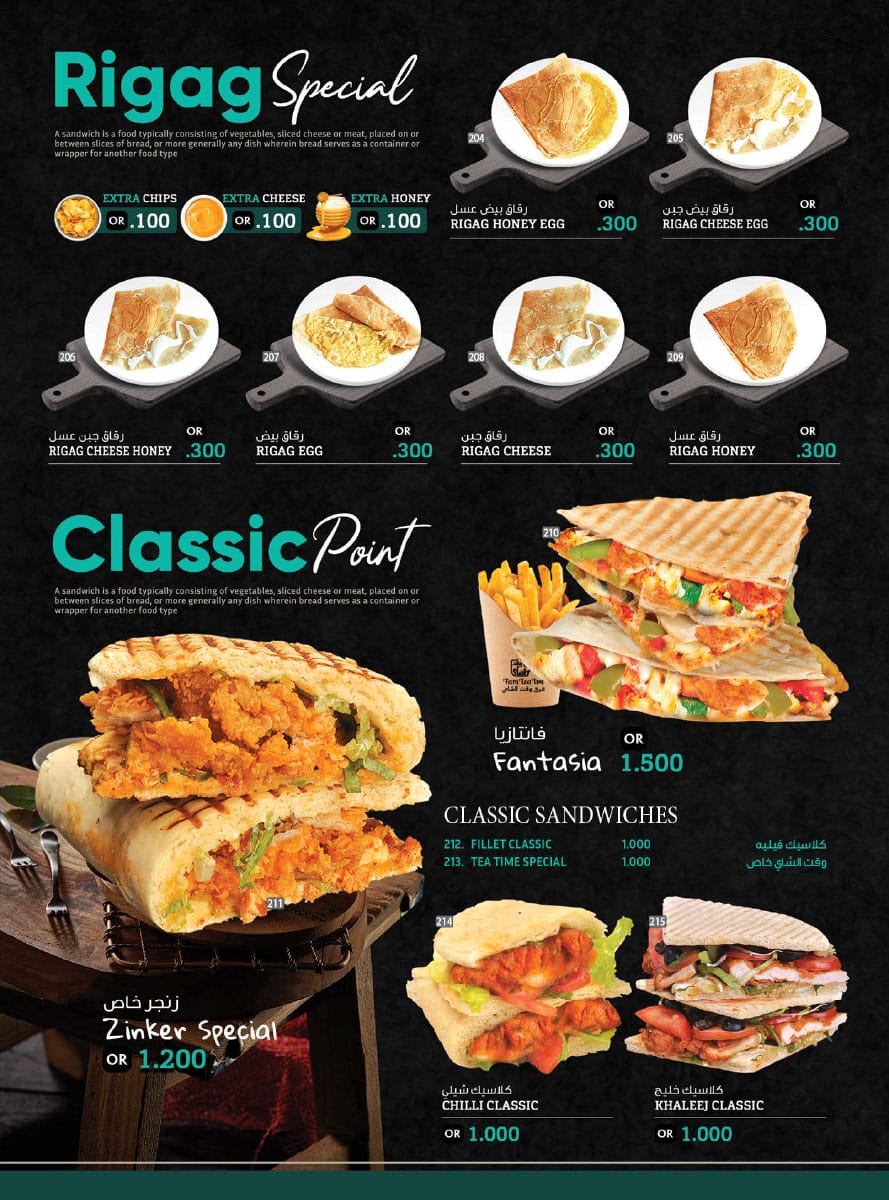 Rigag Special
A sandwich is a food typically consisting of vegetables, sliced cheese or meat, placed on or
between slices of bread, or more generally any dish wherein bread serves as a container or
wrapper for another food type
EXTRA CHIPS
OR .100
EXTRA CHEESE
OR .100
EXTRA HONEY
OR .100
204
رقاق بيض عسل
RIGAG HONEY EGG
OR
.300
205
رقاق بيض جبن
RIGAG CHEESE EGG
OR
.300
206
رقاق جبن عسل
RIGAG CHEESE HONEY
OR
.300
207
رقاق بيض
RIGAG EGG
OR
.300
208
رقاق جبن
RIGAG CHEESE
OR
.300
209
رقاق عسل
RIGAG HONEY
OR
.300
Classic Point
A sandwich is a food typically consisting of vegetables, sliced cheese or meat, placed on or
between slices of bread, or more generally any dish wherein bread serves as a container or
wrapper for another food type
210
فانتازيا
Fantasia
OR
1.500
CLASSIC SANDWICHES
212. FILLET CLASSIC 1.000 كلاسيك فيليه
213. TEA TIME SPECIAL 1.000 وقت الشاي خاص
211
زنجر خاص
Zinker Special
OR 1.200
214
كلاسيك شيلي
CHILLI CLASSIC
OR 1.000
215
كلاسيك خليج
KHALEEJ CLASSIC
OR 1.000